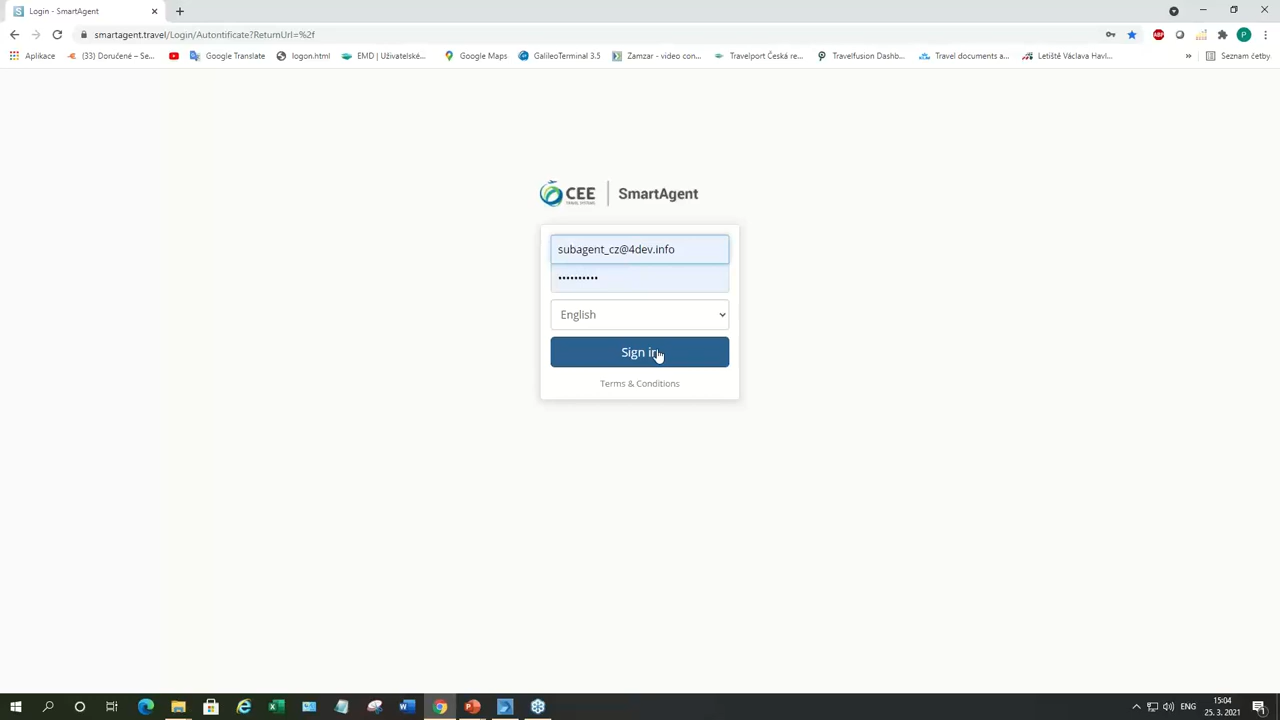 Login - SmartAgent
smartagent.travel/Login/Autontificate?ReturnUrl=%2f
ABP
P
Aplikace
(33) Doručené – Se...
Google Translate
logon.html
EMD | Uživatelské...
Google Maps
GalileoTerminal 3.5
Zamzar - video con...
Travelport Česká re...
Travelfusion Dashb...
Travel documents a...
Letiště Václava Havl...
»
Seznam četby
CEE
SmartAgent
subagent_cz@4dev.info
••••••••••
English
Sign in
Terms & Conditions
ENG
15:04
25. 3. 2021